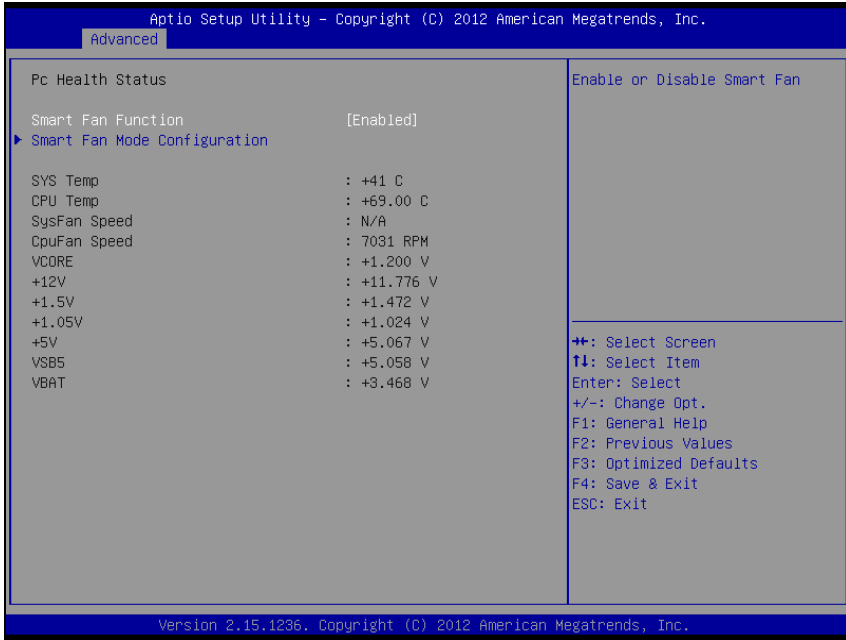 Aptio Setup Utility – Copyright (C) 2012 American Megatrends, Inc.
Advanced
Pc Health Status
Smart Fan Function [Enabled]
Smart Fan Mode Configuration
SYS Temp : +41 C
CPU Temp : +69.00 C
SysFan Speed : N/A
CpuFan Speed : 7031 RPM
VCORE : +1.200 V
+12V : +11.776 V
+1.5V : +1.472 V
+1.05V : +1.024 V
+5V : +5.067 V
VSB5 : +5.058 V
VBAT : +3.468 V
Enable or Disable Smart Fan
→←: Select Screen
↑↓: Select Item
Enter: Select
+/-: Change Opt.
F1: General Help
F2: Previous Values
F3: Optimized Defaults
F4: Save & Exit
ESC: Exit
Version 2.15.1236. Copyright (C) 2012 American Megatrends, Inc.